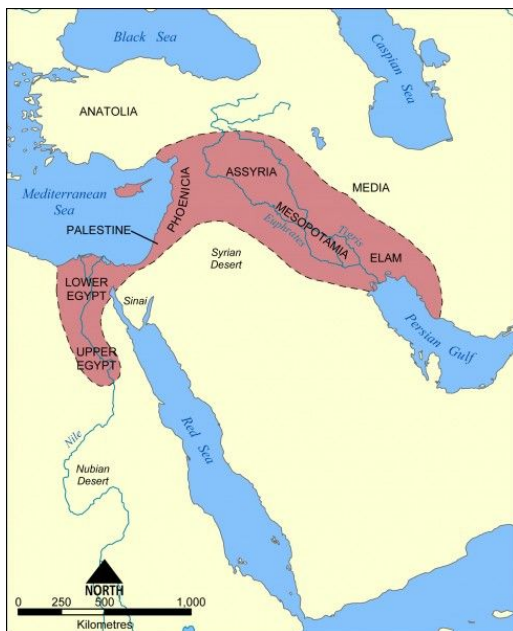 Black Sea
Caspian Sea
ANATOLIA
ASSYRIA
MEDIA
Mediterranean
Sea
PHOENICIA
MESOPOTAMIA
PALESTINE
Euphrates
Tigris
Syrian
Desert
ELAM
LOWER
EGYPT
Sinai
Persian Gulf
UPPER
EGYPT
Red Sea
Nile
Nubian
Desert
NORTH
0 250 500 1,000
Kilometres